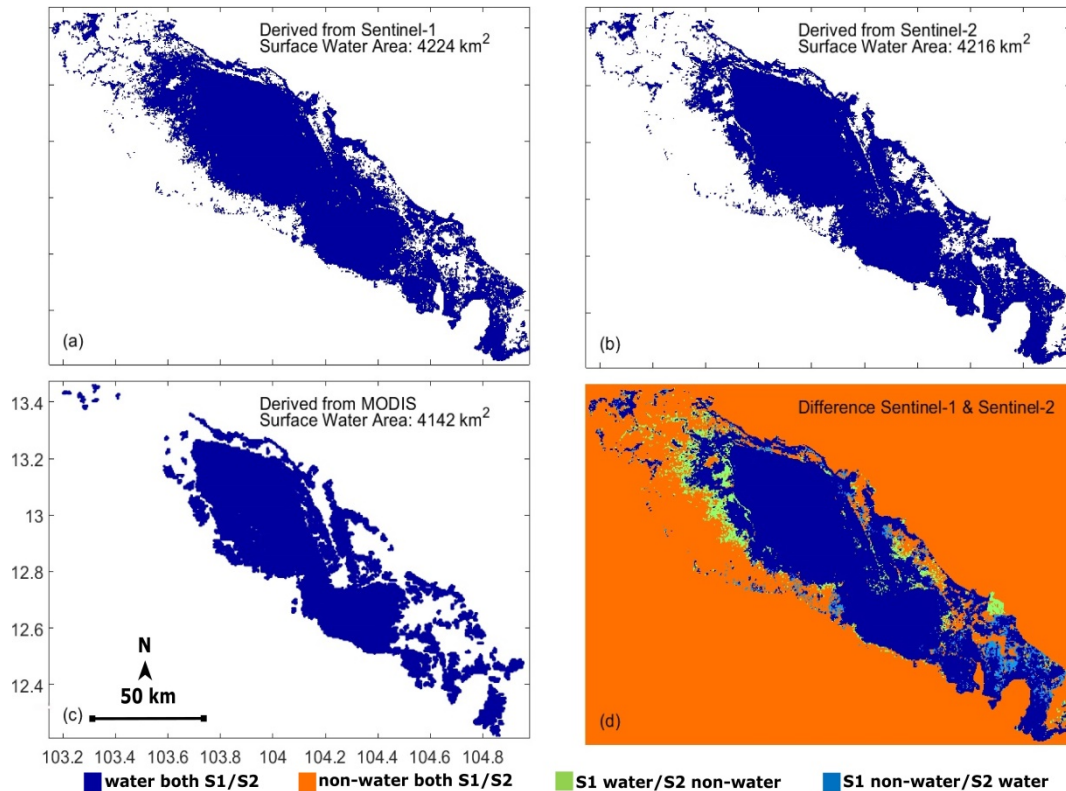 Derived from Sentinel-1
Surface Water Area: 4224 km²
(a)
Derived from Sentinel-2
Surface Water Area: 4216 km²
(b)
Derived from MODIS
Surface Water Area: 4142 km²
13.4
13.2
13
12.8
12.6
12.4
N
50 km
(c)
103.2 103.4 103.6 103.8 104 104.2 104.4 104.6 104.8
Difference Sentinel-1 & Sentinel-2
(d)
water both S1/S2 non-water both S1/S2 S1 water/S2 non-water S1 non-water/S2 water